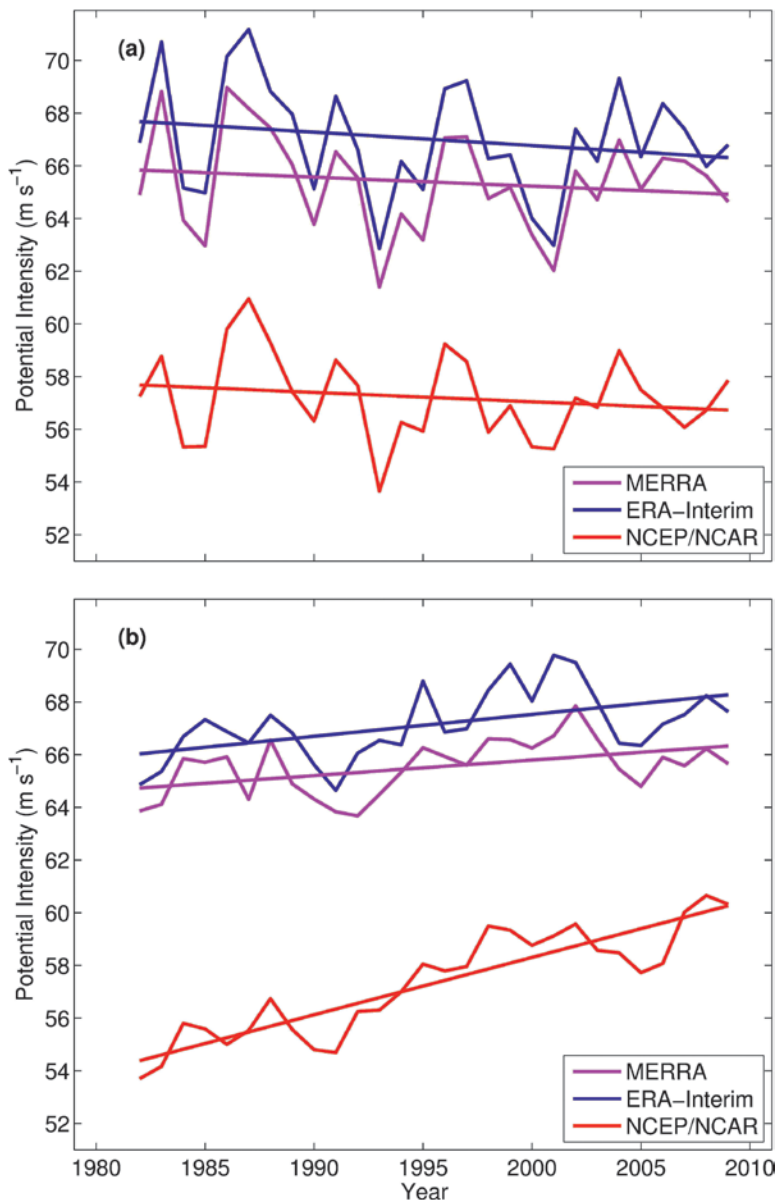 (a)
70
68
66
64
62
60
58
56
54
52
Potential Intensity (m s⁻¹)
MERRA
ERA−Interim
NCEP/NCAR
(b)
70
68
66
64
62
60
58
56
54
52
Potential Intensity (m s⁻¹)
MERRA
ERA−Interim
NCEP/NCAR
1980 1985 1990 1995 2000 2005 2010
Year